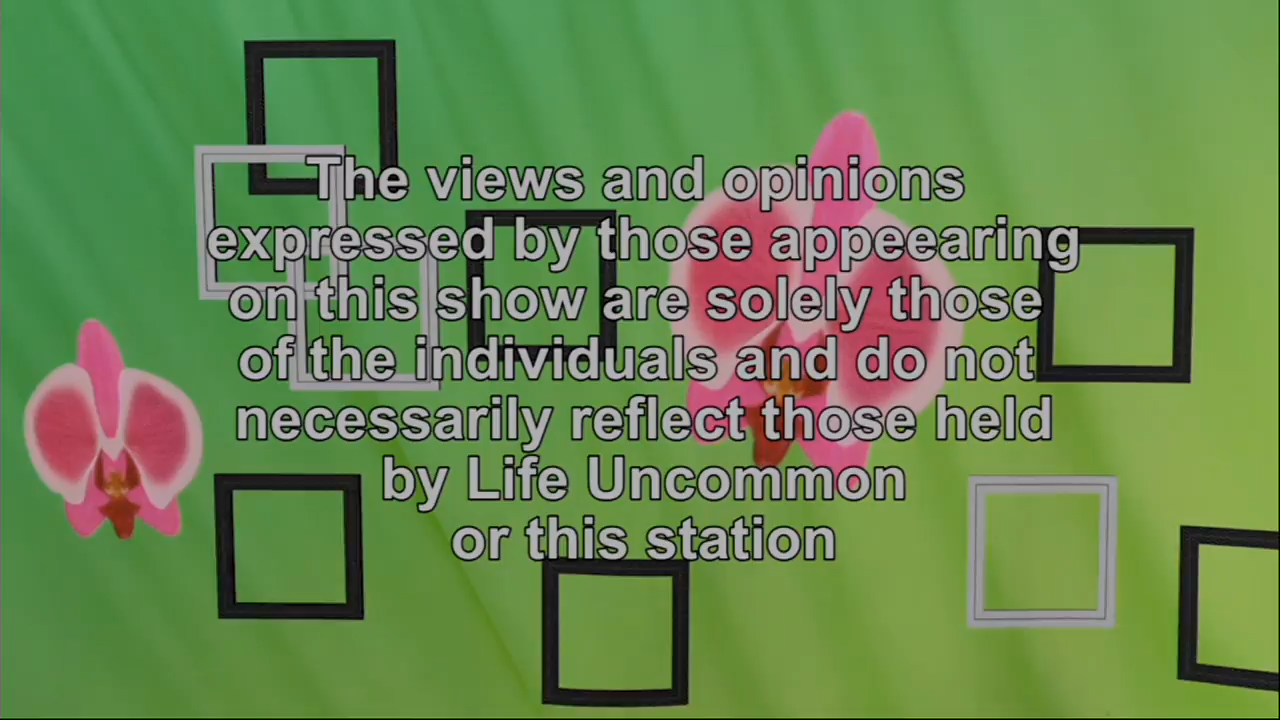 The views and opinions
expressed by those appeearing
on this show are solely those
of the individuals and do not
necessarily reflect those held
by Life Uncommon
or this station